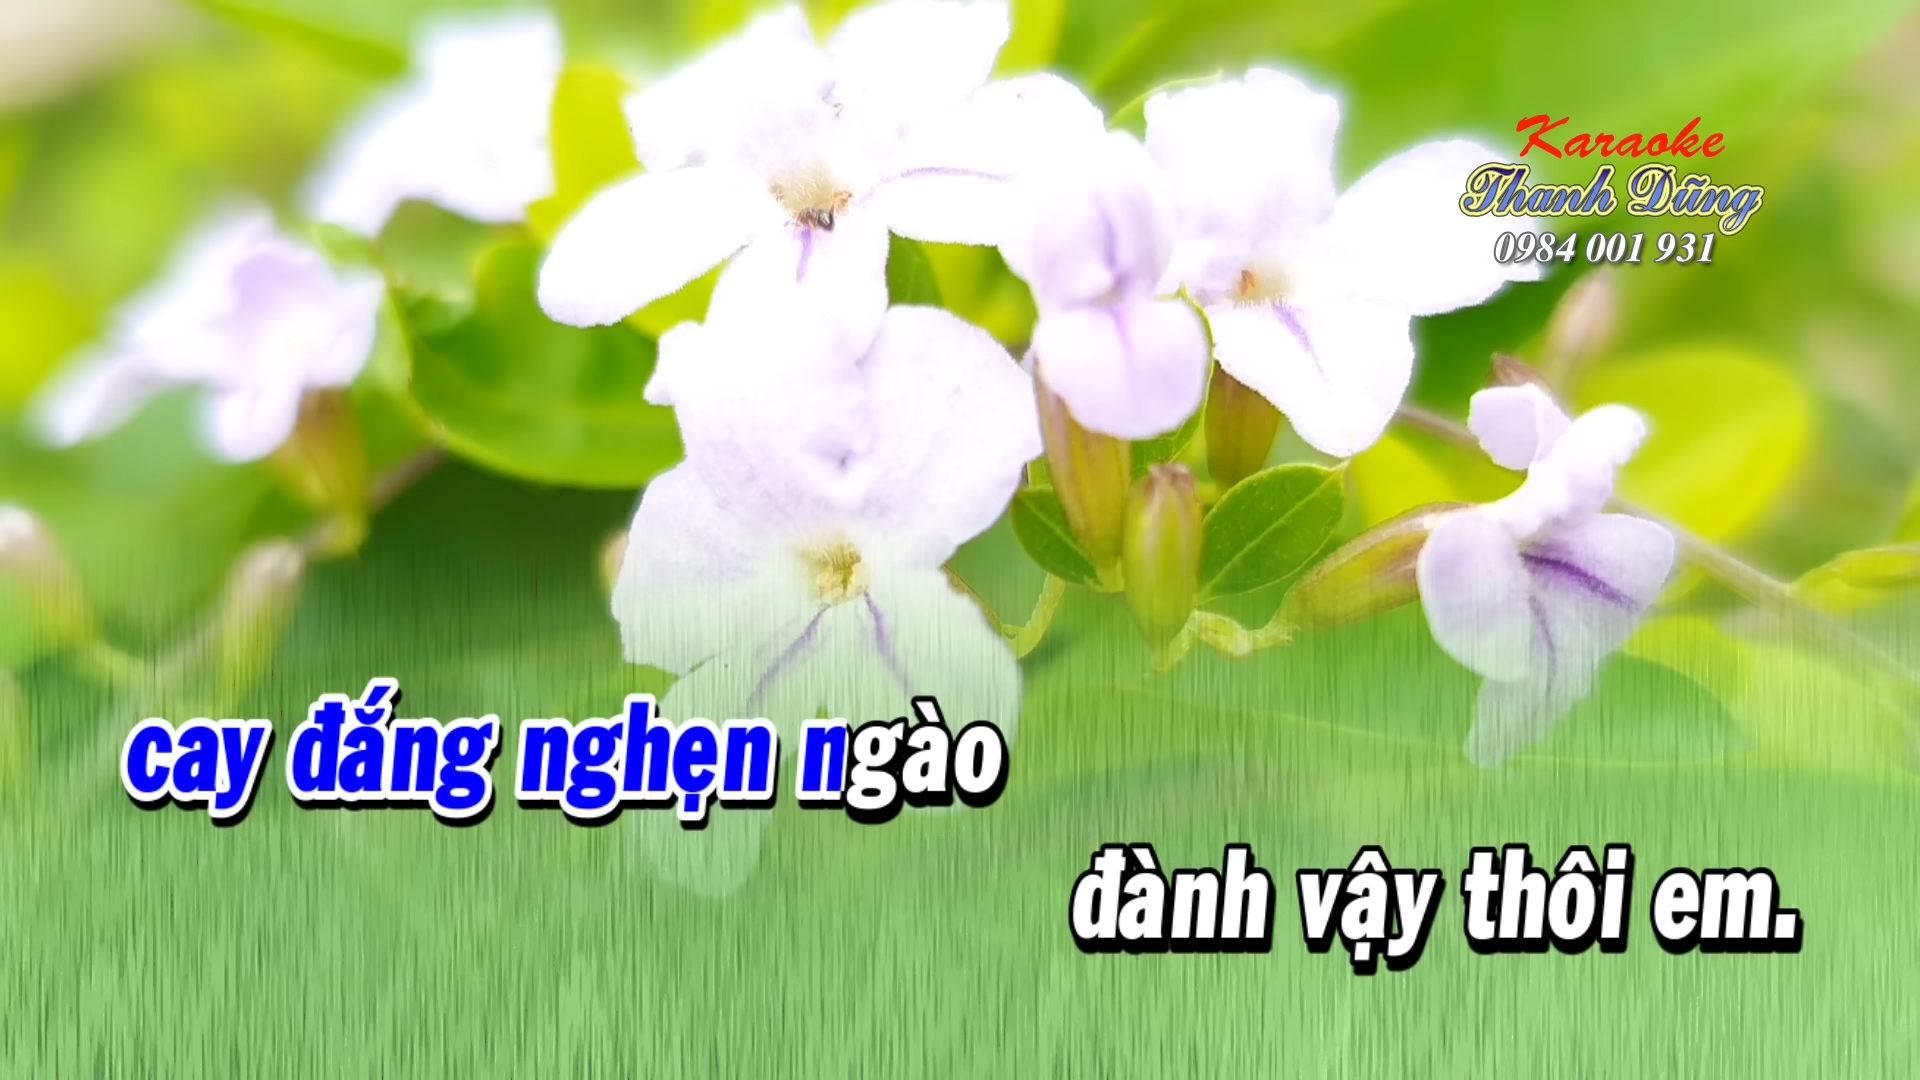 Karaoke
Thanh Dũng
0984 001 931
cay đắng nghẹn ngào
đành vậy thôi em.